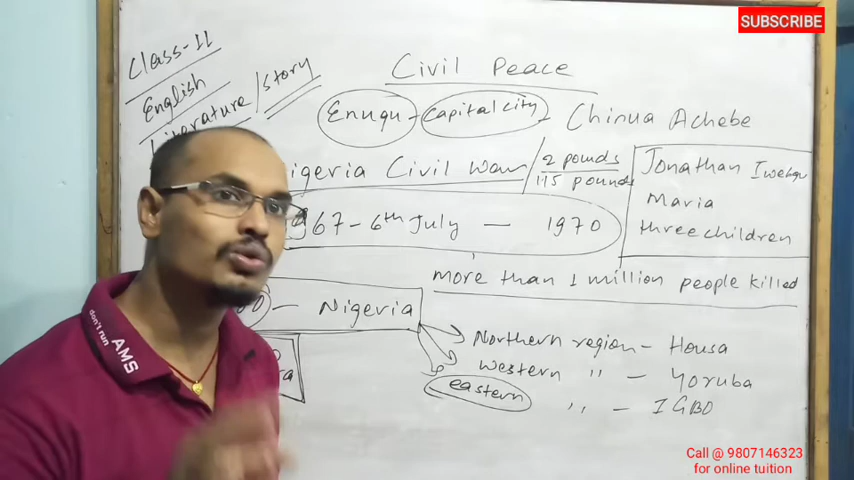 SUBSCRIBE
Class-11
English
Literature/story
Civil Peace
Enugu - Capital city - Chinua Achebe
igeria Civil War / 2 pounds
115 pounds
Jonathan Iwegu
Maria
three children
967 - 6th July - 1970
more than 1 million people killed
- Nigeria
Northern region - Housa
western " - Yoruba
eastern " - IGBO
don't run
AMS
Call @ 9807146323
for online tuition